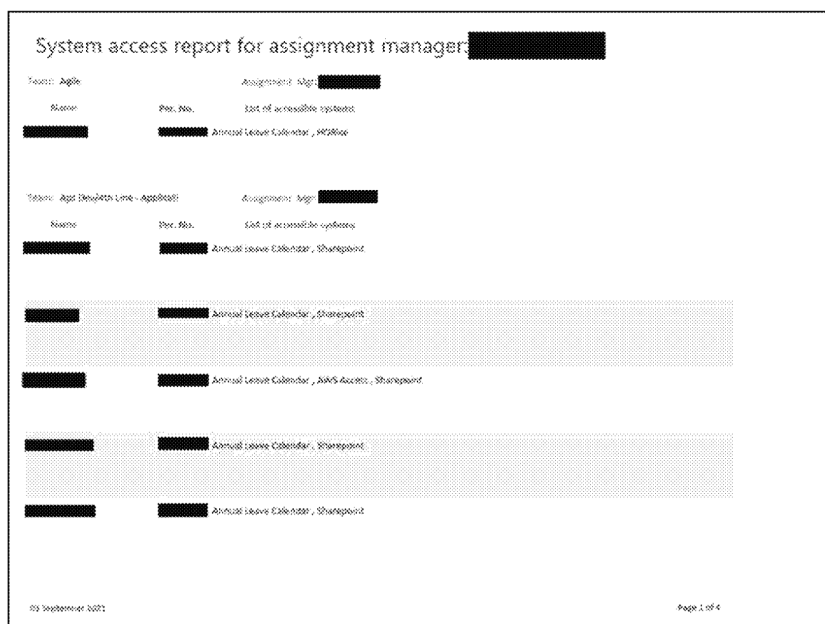 System access report for assignment manager:
Team: Agile Assignment Mgr:
Name Per. No. List of accessible systems
Annual Leave Calendar ,
Team: Assignment Mgr:
Name Per. No. List of accessible systems
Annual Leave Calendar , Sharepoint
Annual Leave Calendar , Sharepoint
Annual Leave Calendar , AWS Access , Sharepoint
Annual Leave Calendar , Sharepoint
Annual Leave Calendar , Sharepoint
September 2021 Page 1 of 4